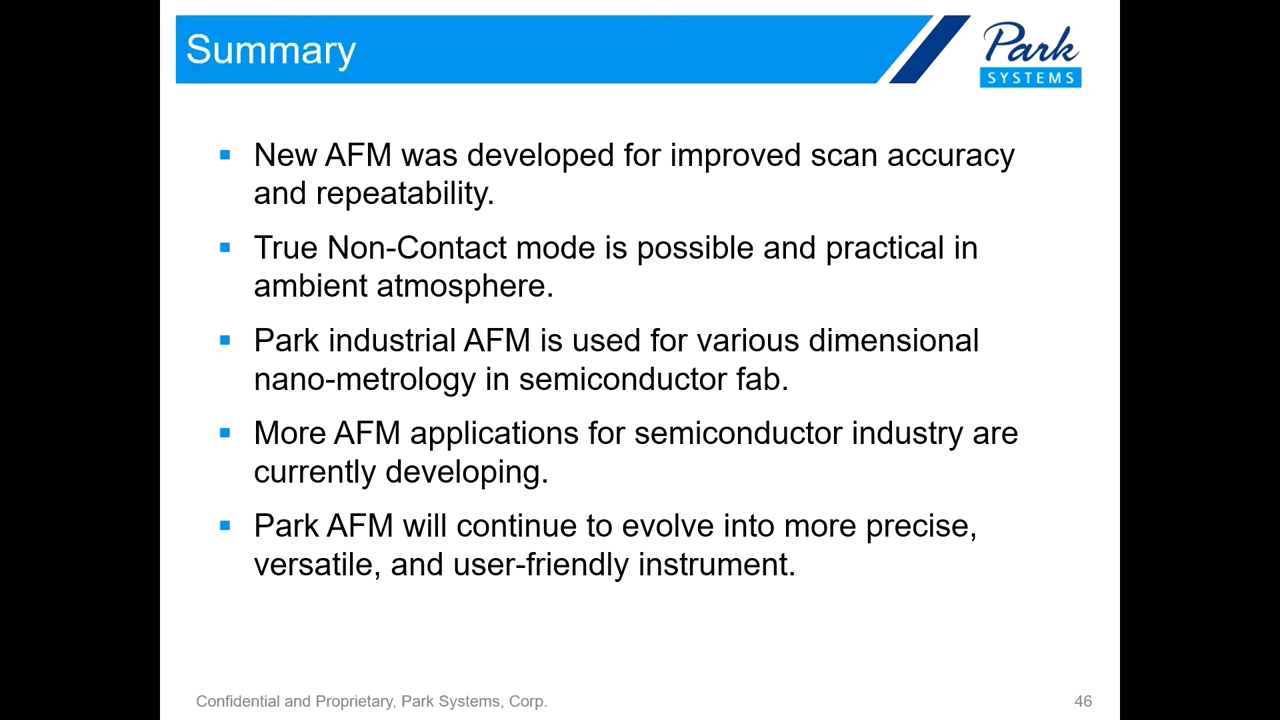 Summary
Park
SYSTEMS
New AFM was developed for improved scan accuracy
and repeatability.
True Non-Contact mode is possible and practical in
ambient atmosphere.
Park industrial AFM is used for various dimensional
nano-metrology in semiconductor fab.
More AFM applications for semiconductor industry are
currently developing.
Park AFM will continue to evolve into more precise,
versatile, and user-friendly instrument.
Confidential and Proprietary, Park Systems, Corp.
46